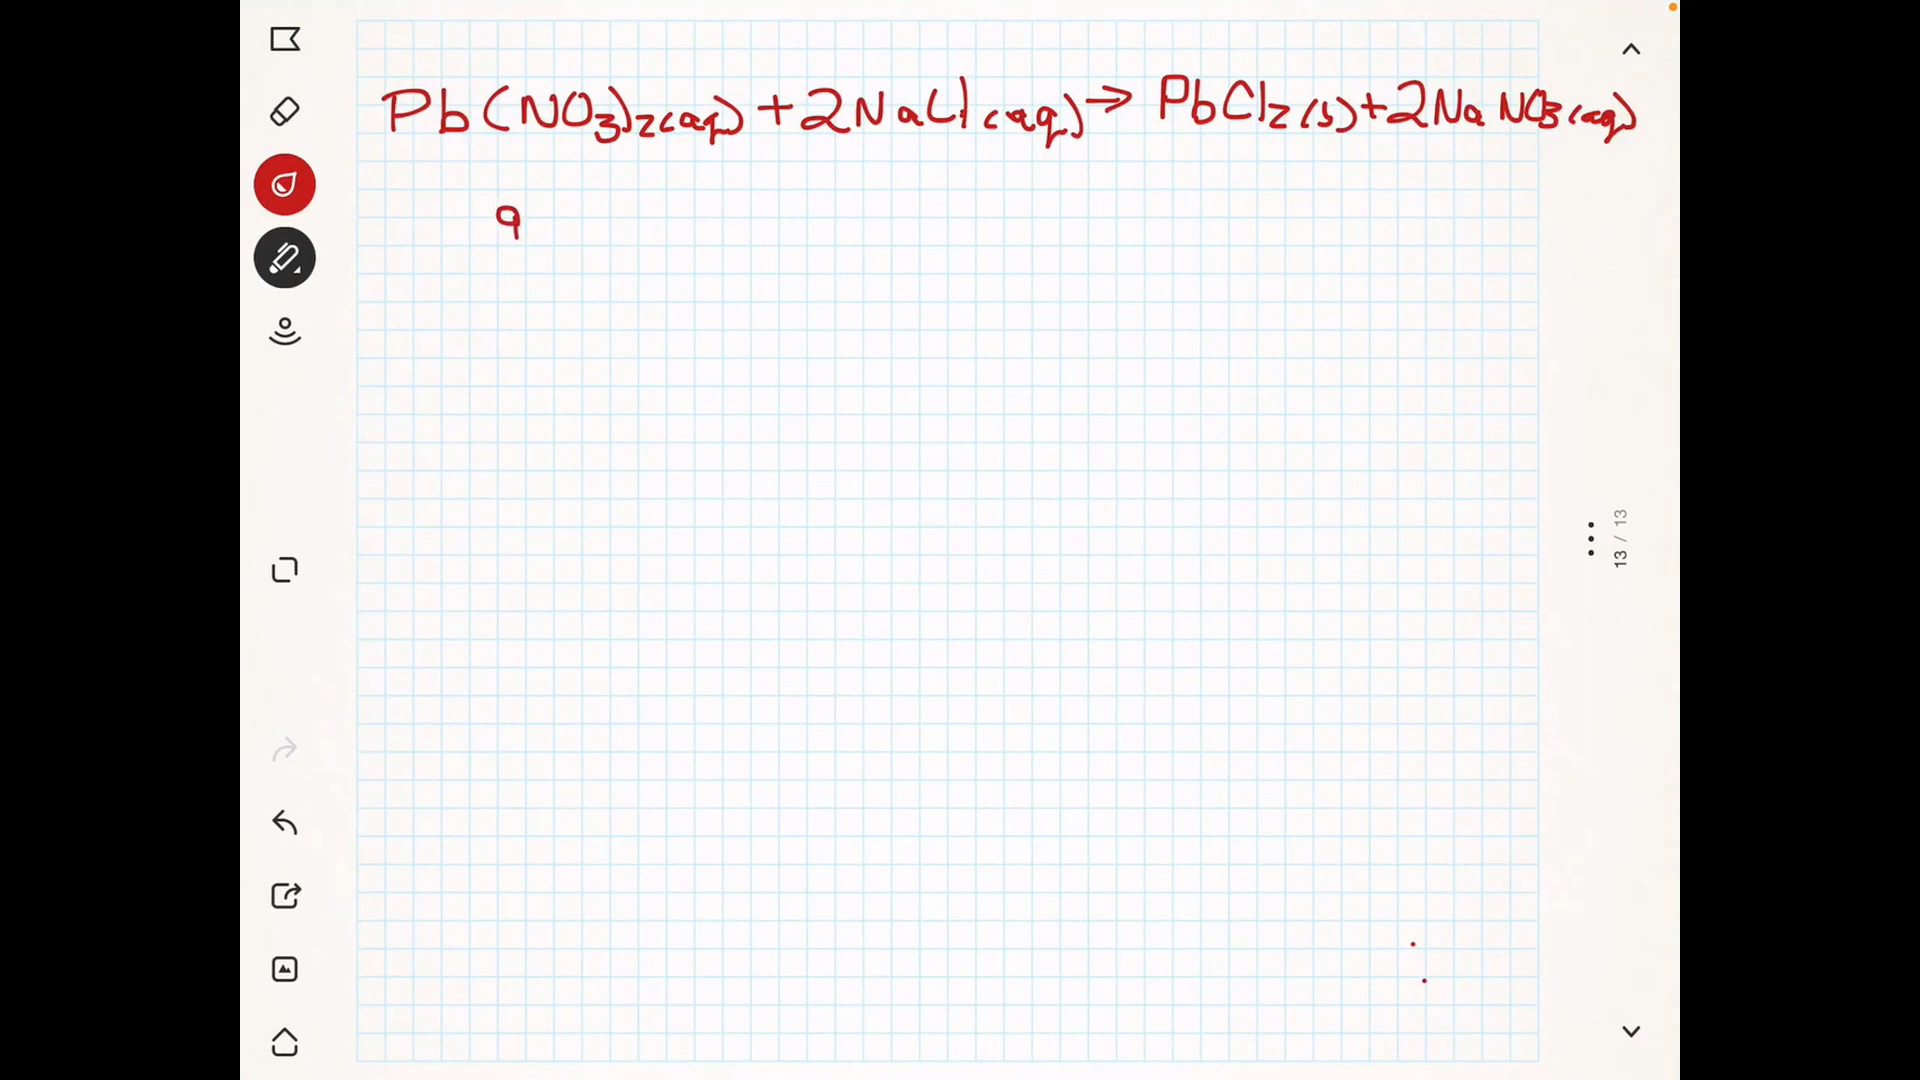 Pb(NO₃)₂(aq) + 2NaCl(aq) → PbCl₂(s) + 2NaNO₃(aq)
9
13 / 13